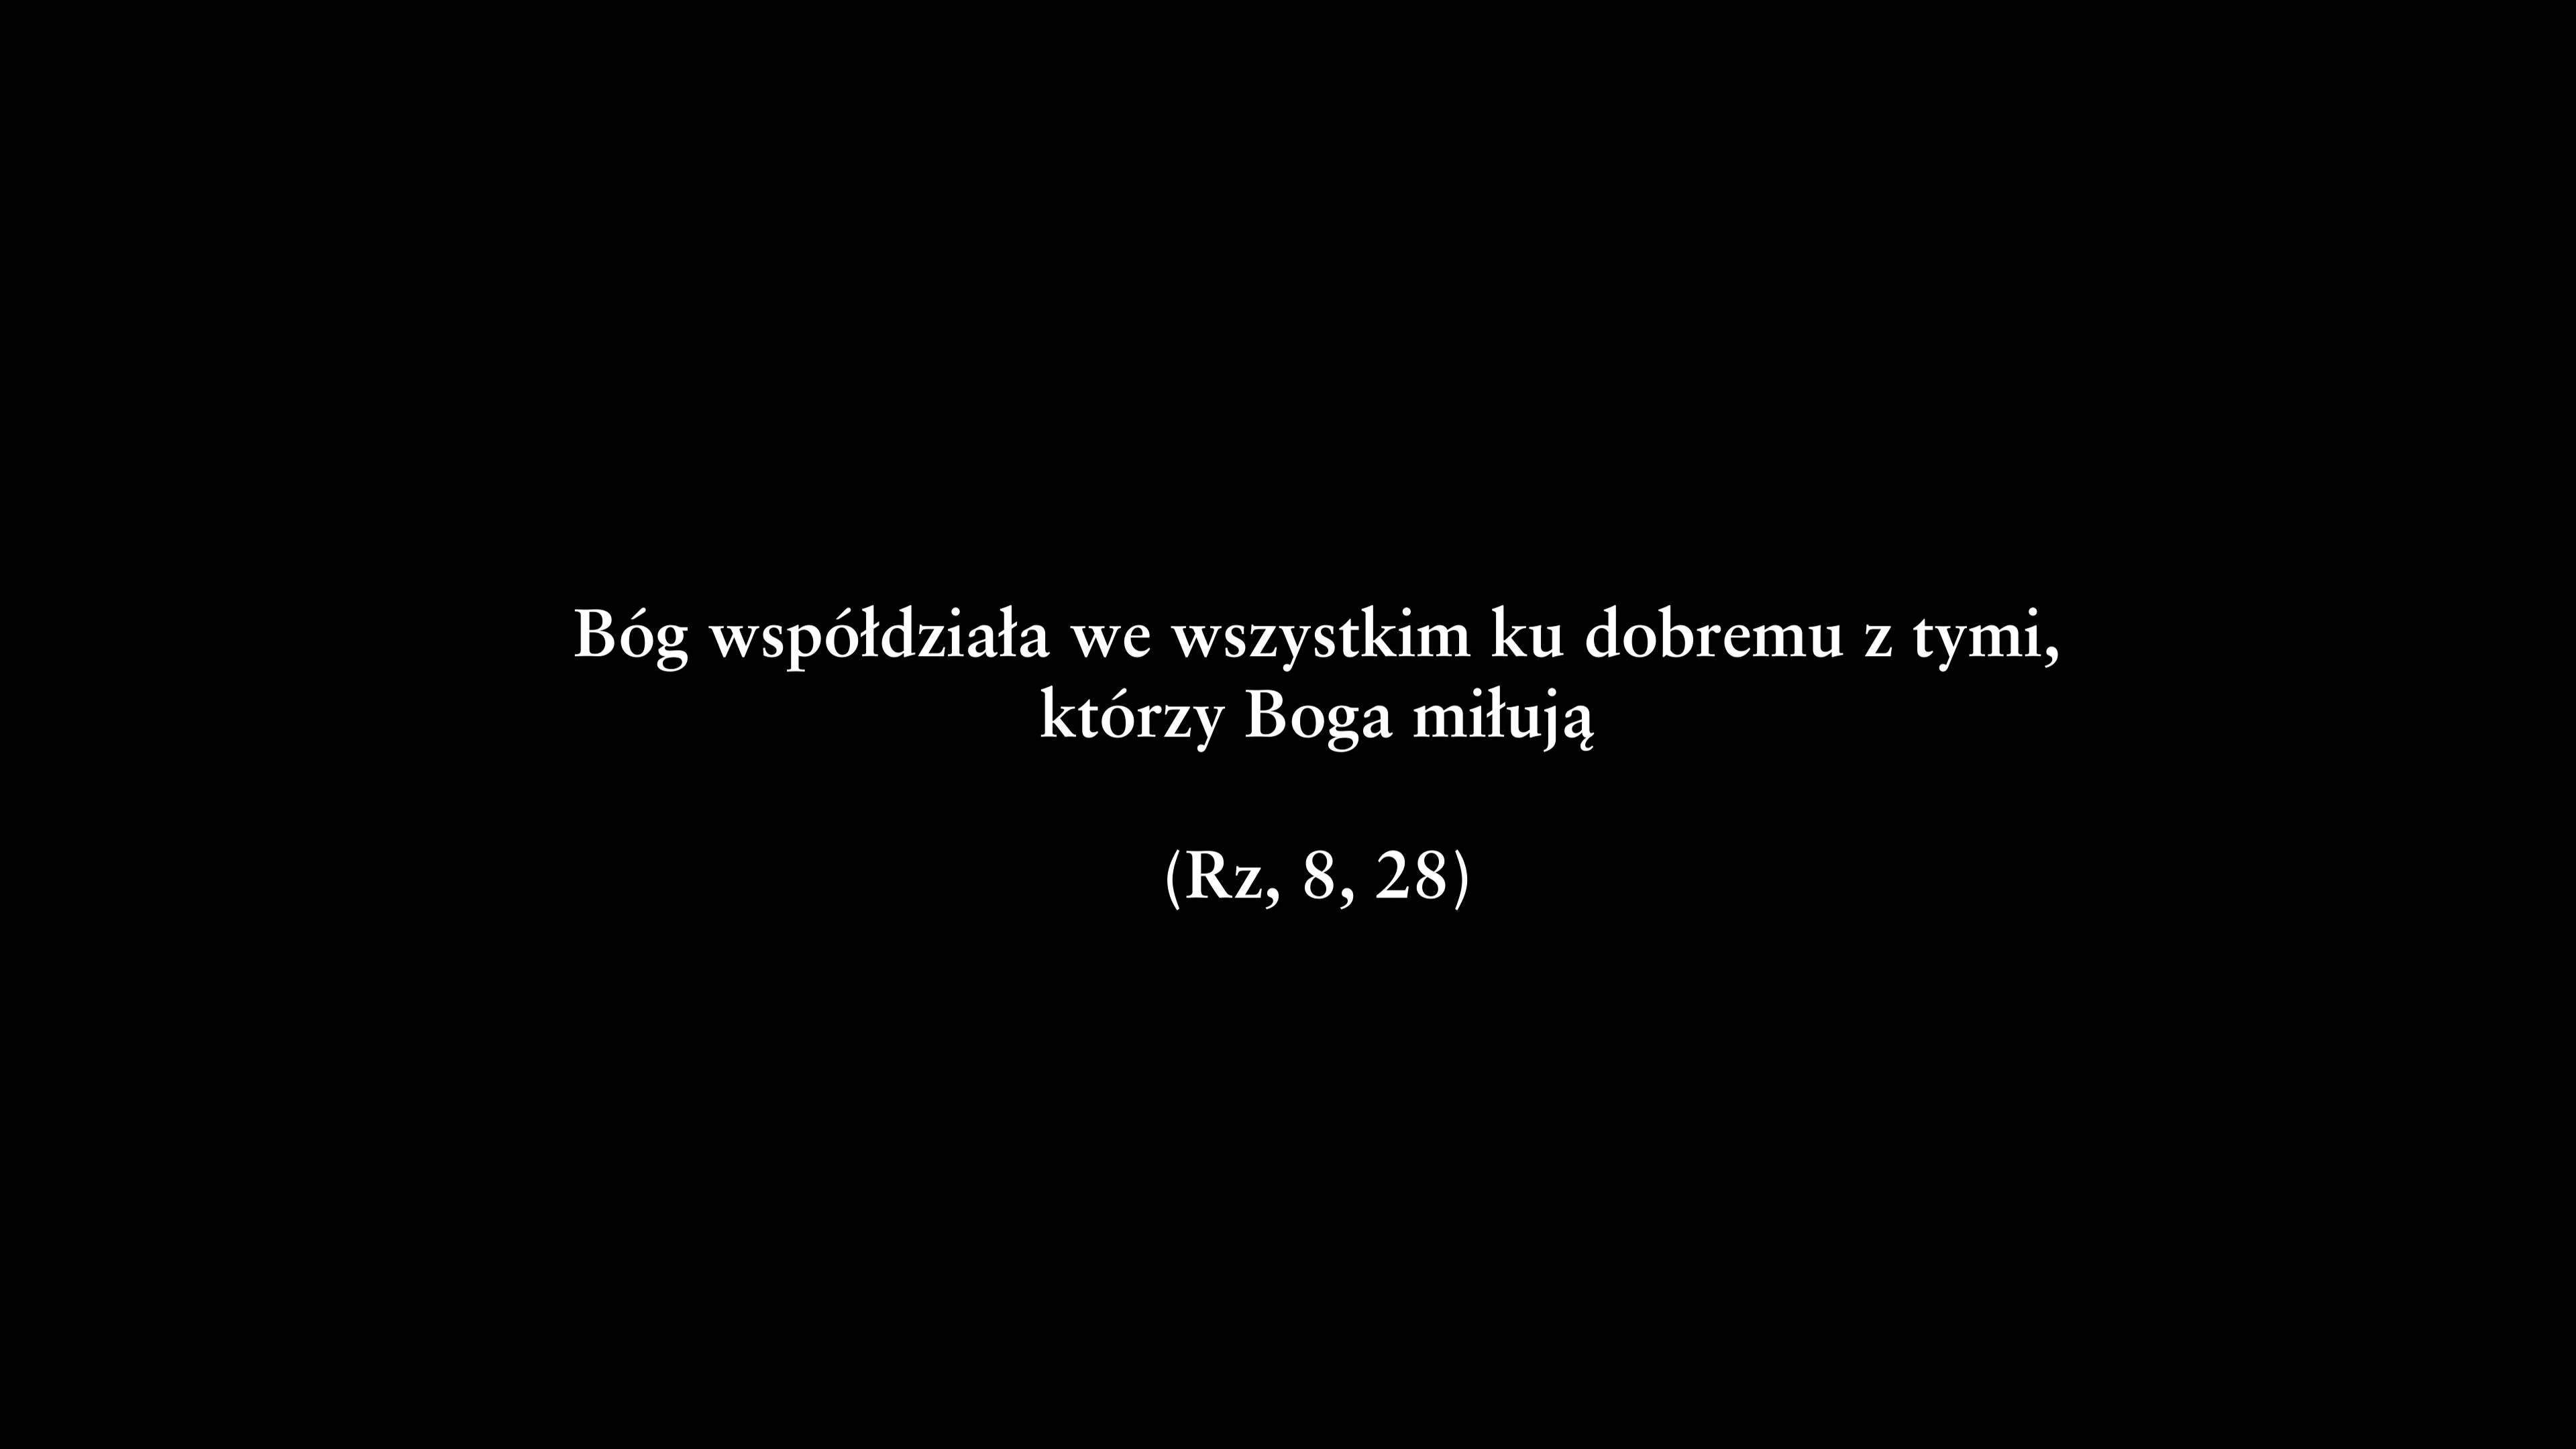 Bóg współdziała we wszystkim ku dobremu z tymi,
którzy Boga miłują
(Rz, 8, 28)